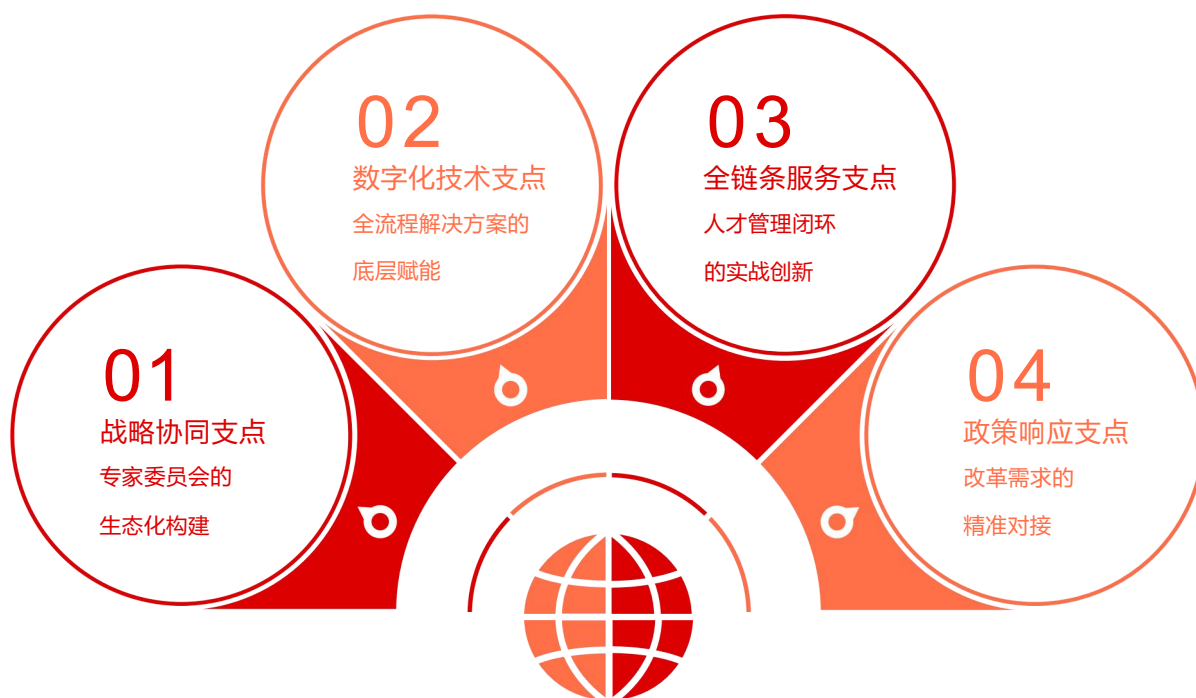 01
战略协同支点
专家委员会的
生态化构建
02
数字化技术支点
全流程解决方案的
底层赋能
03
全链条服务支点
人才管理闭环
的实战创新
04
政策响应支点
改革需求的
精准对接